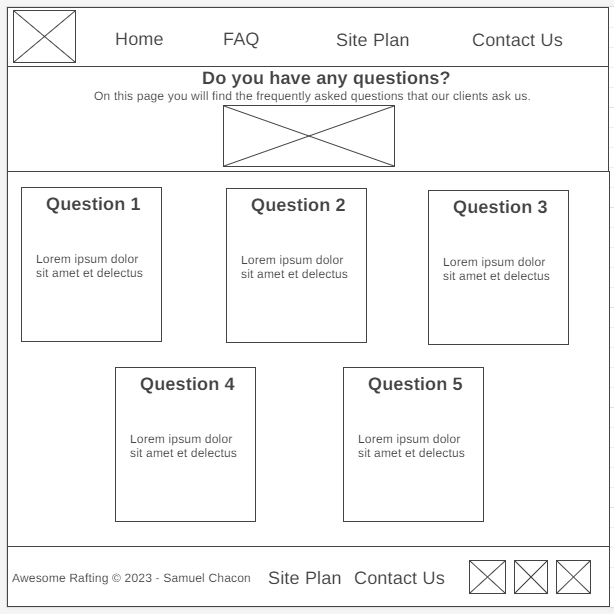 Home FAQ Site Plan Contact Us
Do you have any questions?
On this page you will find the frequently asked questions that our clients ask us.
Question 1
Lorem ipsum dolor
sit amet et delectus
Question 2
Lorem ipsum dolor
sit amet et delectus
Question 3
Lorem ipsum dolor
sit amet et delectus
Question 4
Lorem ipsum dolor
sit amet et delectus
Question 5
Lorem ipsum dolor
sit amet et delectus
Awesome Rafting © 2023 - Samuel Chacon Site Plan Contact Us